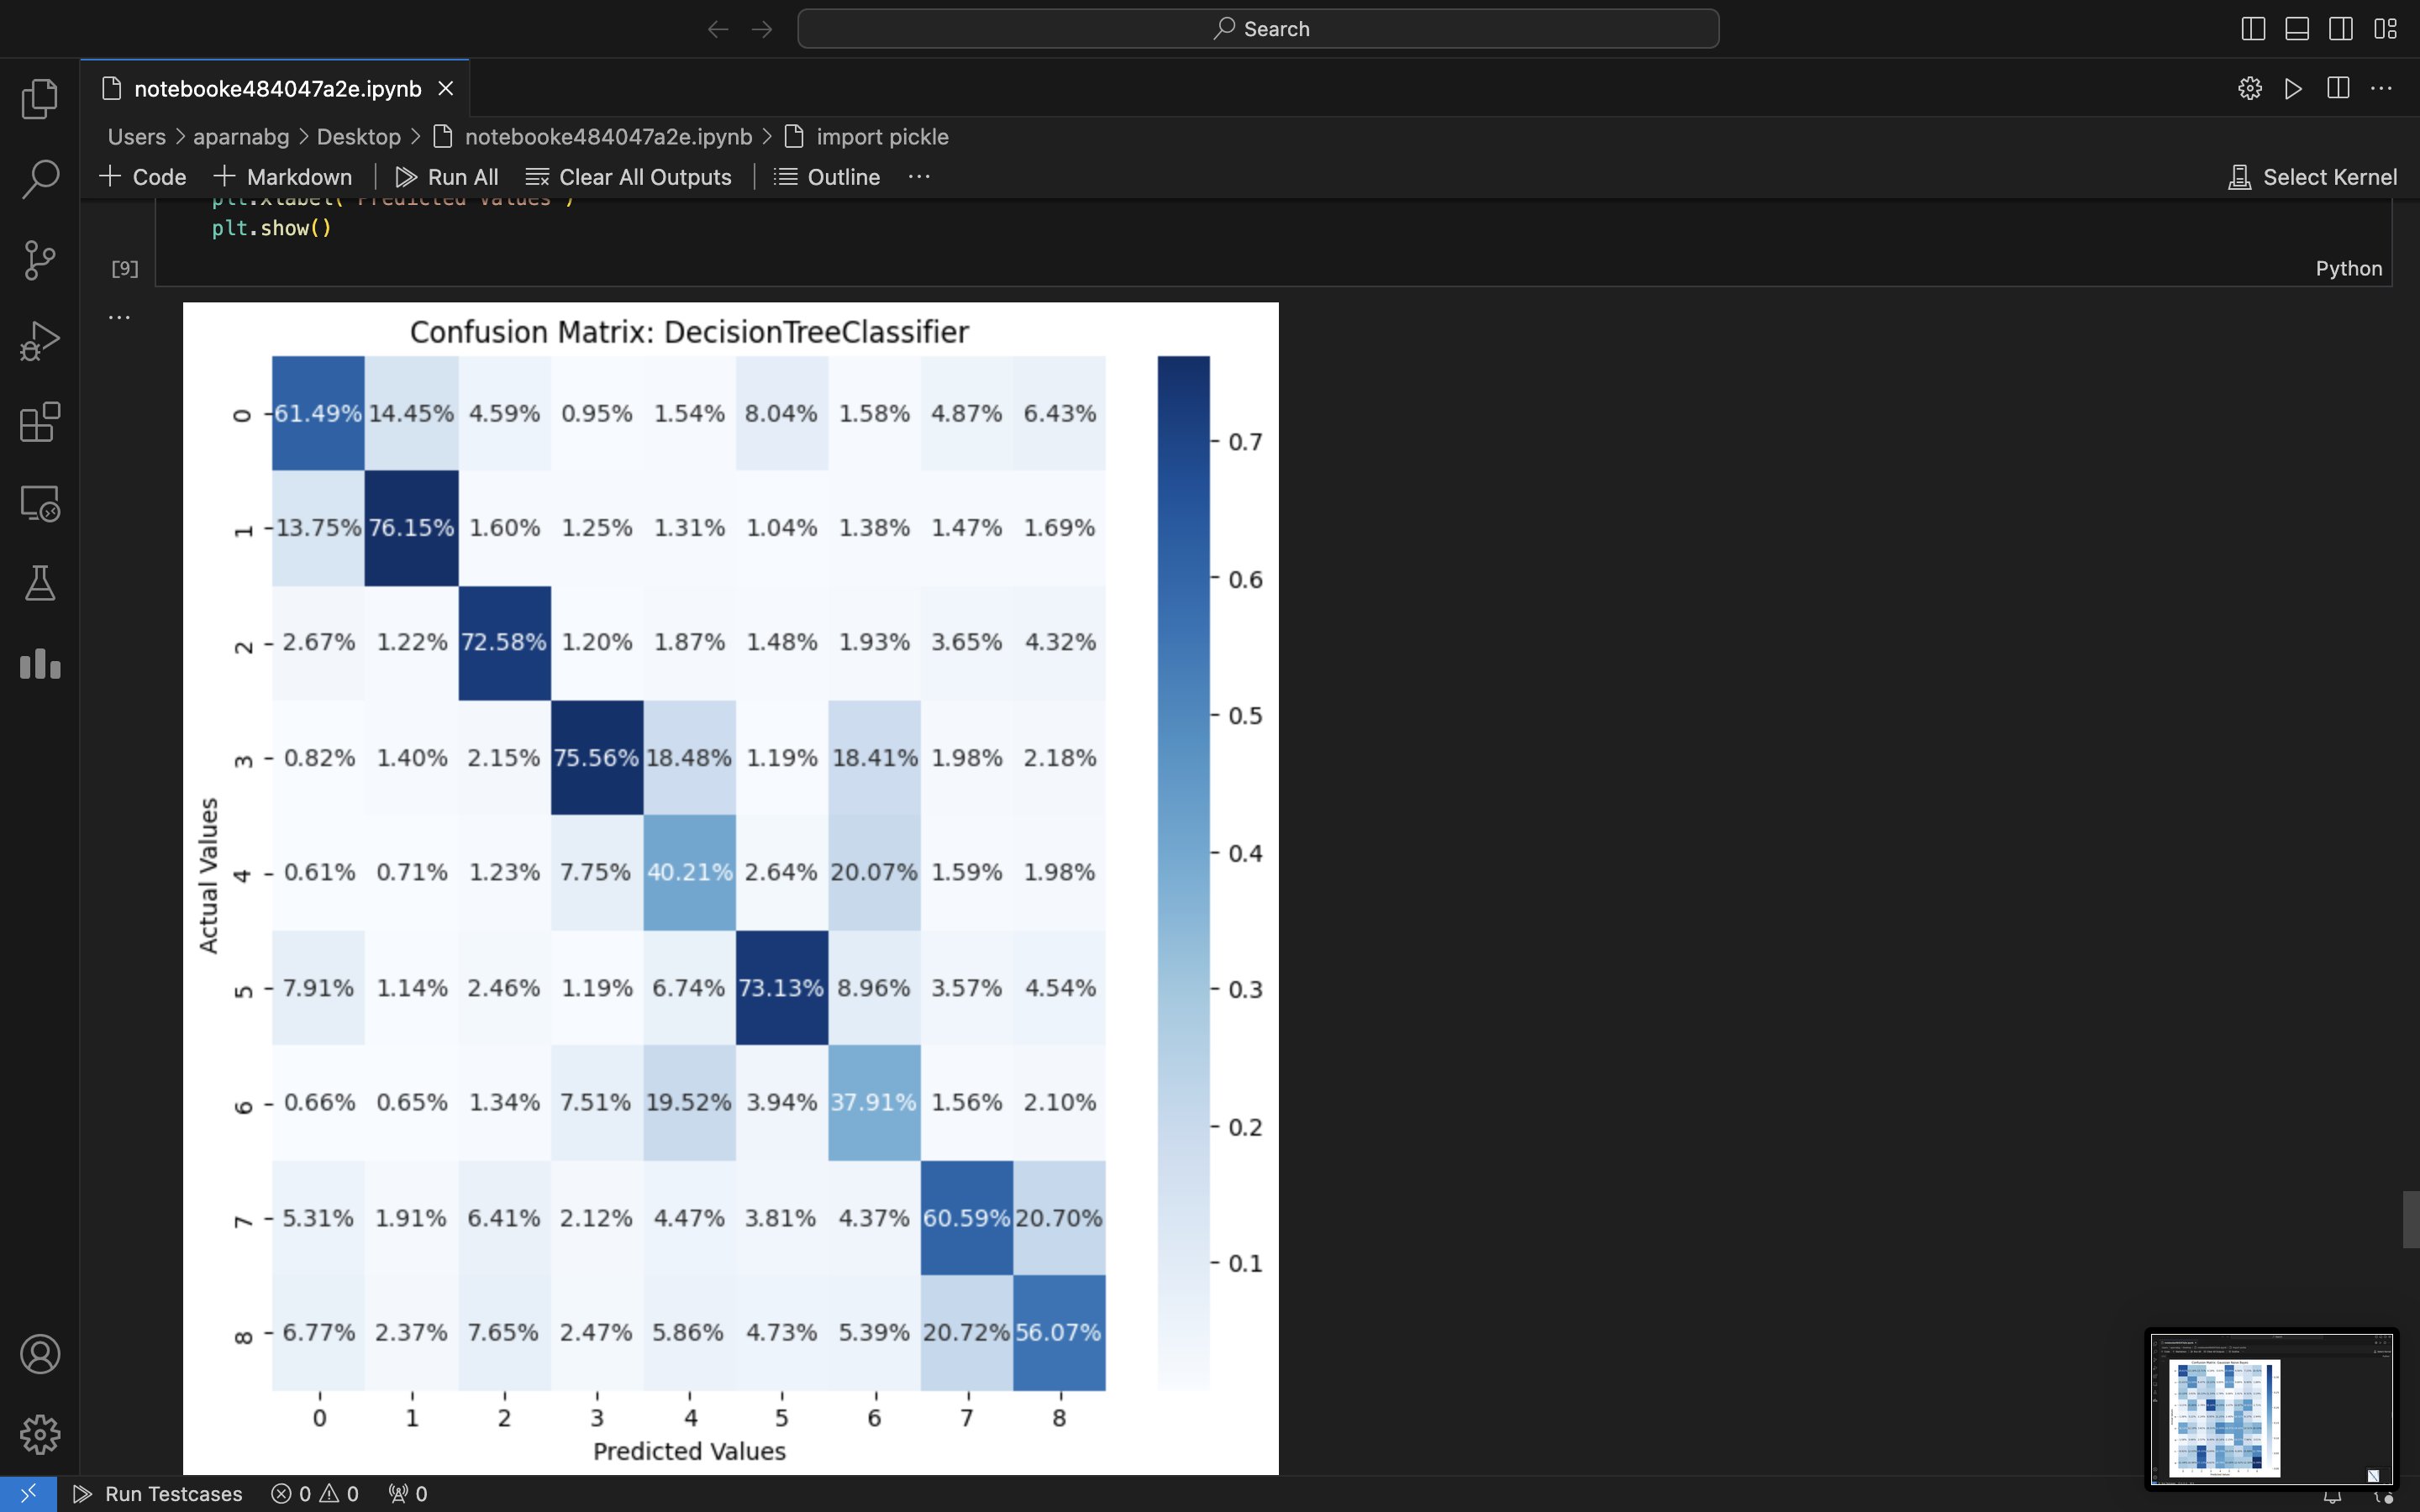 Search
notebooke484047a2e.ipynb
Users > aparnabg > Desktop > notebooke484047a2e.ipynb > import pickle
+ Code + Markdown | Run All Clear All Outputs | Outline ... Select Kernel
plt.xlabel('Predicted Values')
plt.show()
[9] Python
...
Confusion Matrix: DecisionTreeClassifier
0 61.49% 14.45% 4.59% 0.95% 1.54% 8.04% 1.58% 4.87% 6.43%
1 13.75% 76.15% 1.60% 1.25% 1.31% 1.04% 1.38% 1.47% 1.69%
2 2.67% 1.22% 72.58% 1.20% 1.87% 1.48% 1.93% 3.65% 4.32%
3 0.82% 1.40% 2.15% 75.56% 18.48% 1.19% 18.41% 1.98% 2.18%
4 0.61% 0.71% 1.23% 7.75% 40.21% 2.64% 20.07% 1.59% 1.98%
5 7.91% 1.14% 2.46% 1.19% 6.74% 73.13% 8.96% 3.57% 4.54%
6 0.66% 0.65% 1.34% 7.51% 19.52% 3.94% 37.91% 1.56% 2.10%
7 5.31% 1.91% 6.41% 2.12% 4.47% 3.81% 4.37% 60.59% 20.70%
8 6.77% 2.37% 7.65% 2.47% 5.86% 4.73% 5.39% 20.72% 56.07%
0 1 2 3 4 5 6 7 8
Predicted Values
Actual Values
0.7
0.6
0.5
0.4
0.3
0.2
0.1
Run Testcases 0 0 0